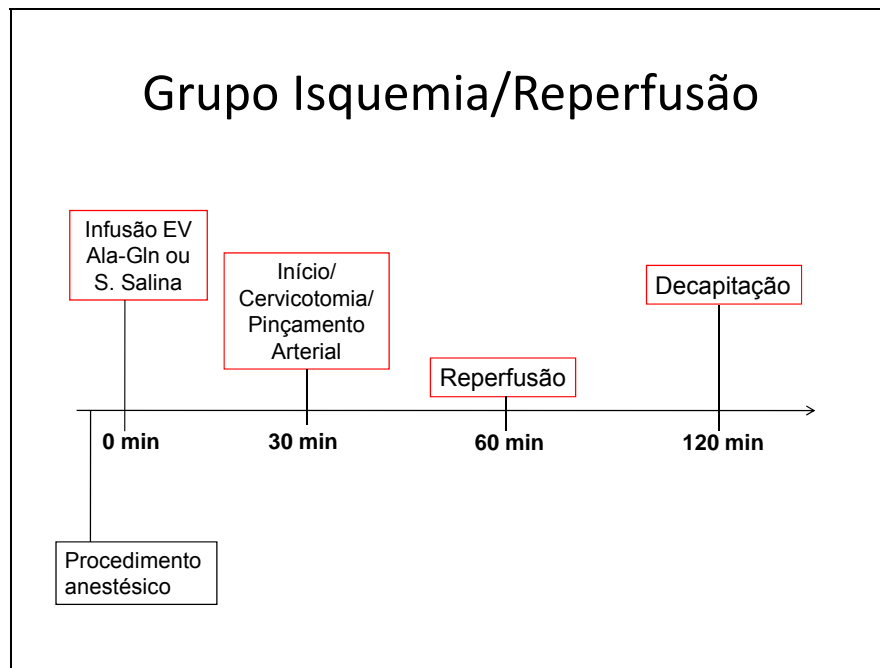 Grupo Isquemia/Reperfusão
Infusão EV
Ala-Gln ou
S. Salina
Início/
Cervicotomia/
Pinçamento
Arterial
Reperfusão
Decapitação
0 min
30 min
60 min
120 min
Procedimento
anestésico